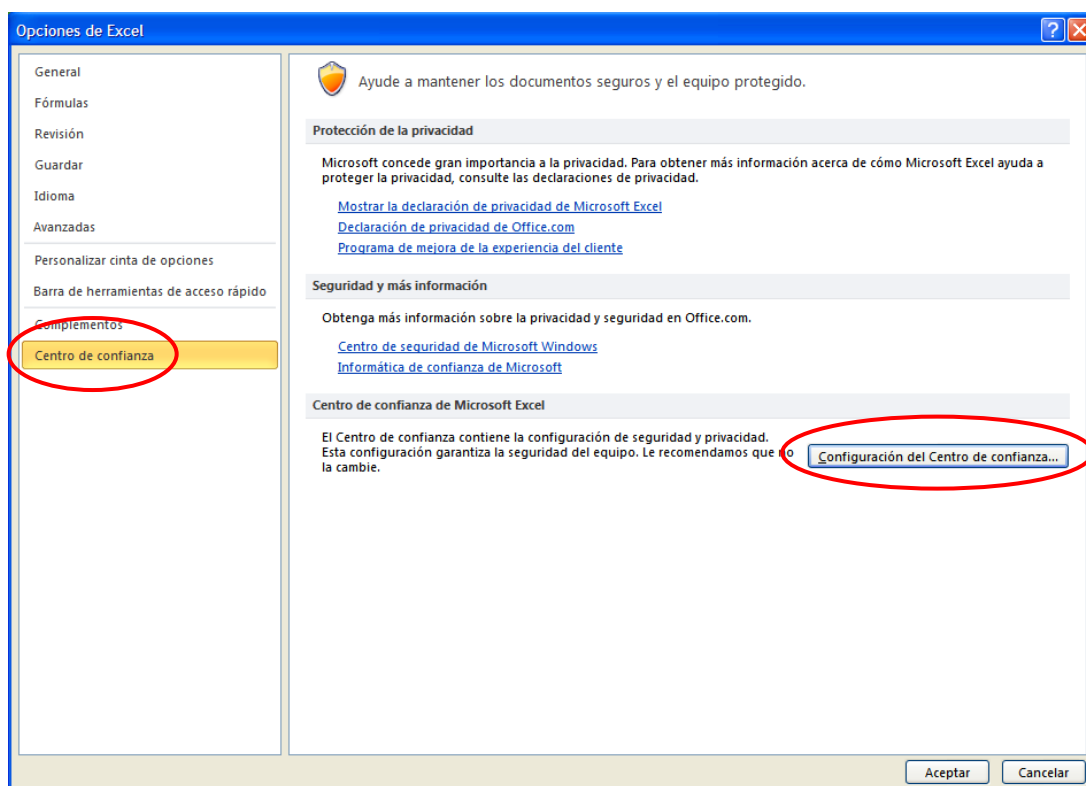 Opciones de Excel
General
Fórmulas
Revisión
Guardar
Idioma
Avanzadas
Personalizar cinta de opciones
Barra de herramientas de acceso rápido
Complementos
Centro de confianza
Ayude a mantener los documentos seguros y el equipo protegido.
Protección de la privacidad
Microsoft concede gran importancia a la privacidad. Para obtener más información acerca de cómo Microsoft Excel ayuda a
proteger la privacidad, consulte las declaraciones de privacidad.
Mostrar la declaración de privacidad de Microsoft Excel
Declaración de privacidad de Office.com
Programa de mejora de la experiencia del cliente
Seguridad y más información
Obtenga más información sobre la privacidad y seguridad en Office.com.
Centro de seguridad de Microsoft Windows
Informática de confianza de Microsoft
Centro de confianza de Microsoft Excel
El Centro de confianza contiene la configuración de seguridad y privacidad.
Esta configuración garantiza la seguridad del equipo. Le recomendamos que no
la cambie.
Configuración del Centro de confianza...
Aceptar
Cancelar